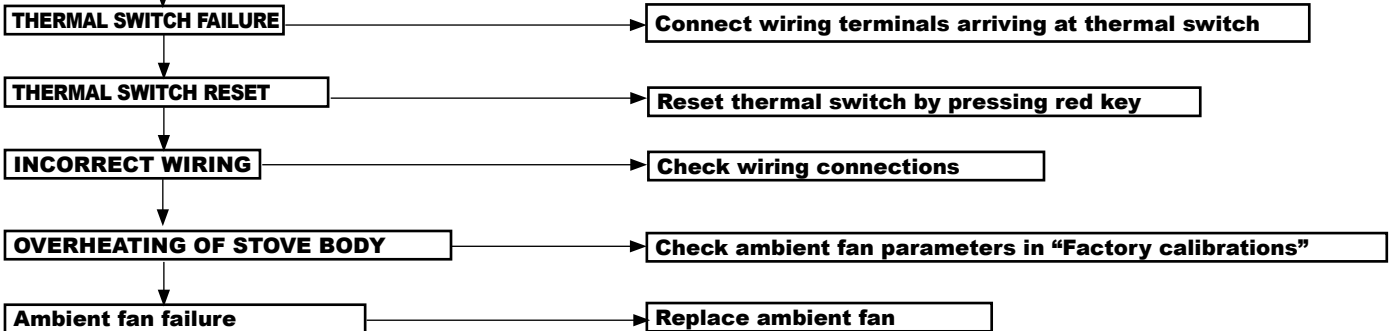 THERMAL SWITCH FAILURE
Connect wiring terminals arriving at thermal switch
THERMAL SWITCH RESET
Reset thermal switch by pressing red key
INCORRECT WIRING
Check wiring connections
OVERHEATING OF STOVE BODY
Check ambient fan parameters in “Factory calibrations”
Ambient fan failure
Replace ambient fan